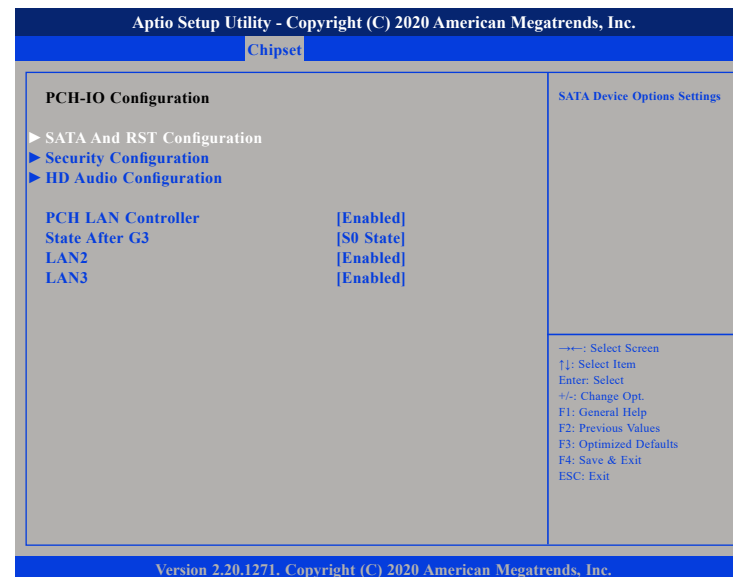 Aptio Setup Utility - Copyright (C) 2020 American Megatrends, Inc.
Chipset
PCH-IO Configuration
► SATA And RST Configuration
► Security Configuration
► HD Audio Configuration
PCH LAN Controller [Enabled]
State After G3 [S0 State]
LAN2 [Enabled]
LAN3 [Enabled]
SATA Device Options Settings
→←: Select Screen
↑↓: Select Item
Enter: Select
+/-: Change Opt.
F1: General Help
F2: Previous Values
F3: Optimized Defaults
F4: Save & Exit
ESC: Exit
Version 2.20.1271. Copyright (C) 2020 American Megatrends, Inc.